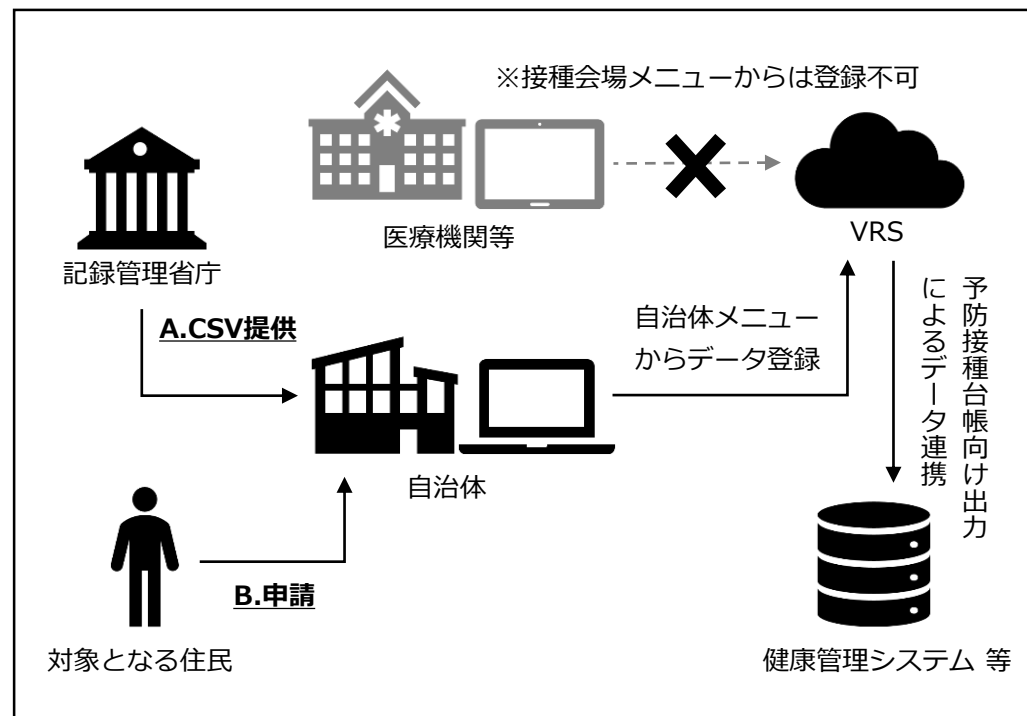 ※接種会場メニューからは登録不可
医療機関等
VRS
記録管理省庁
A.CSV提供
自治体メニュー
からデータ登録
予防接種台帳向け出力
によるデータ連携
自治体
B.申請
対象となる住民
健康管理システム 等